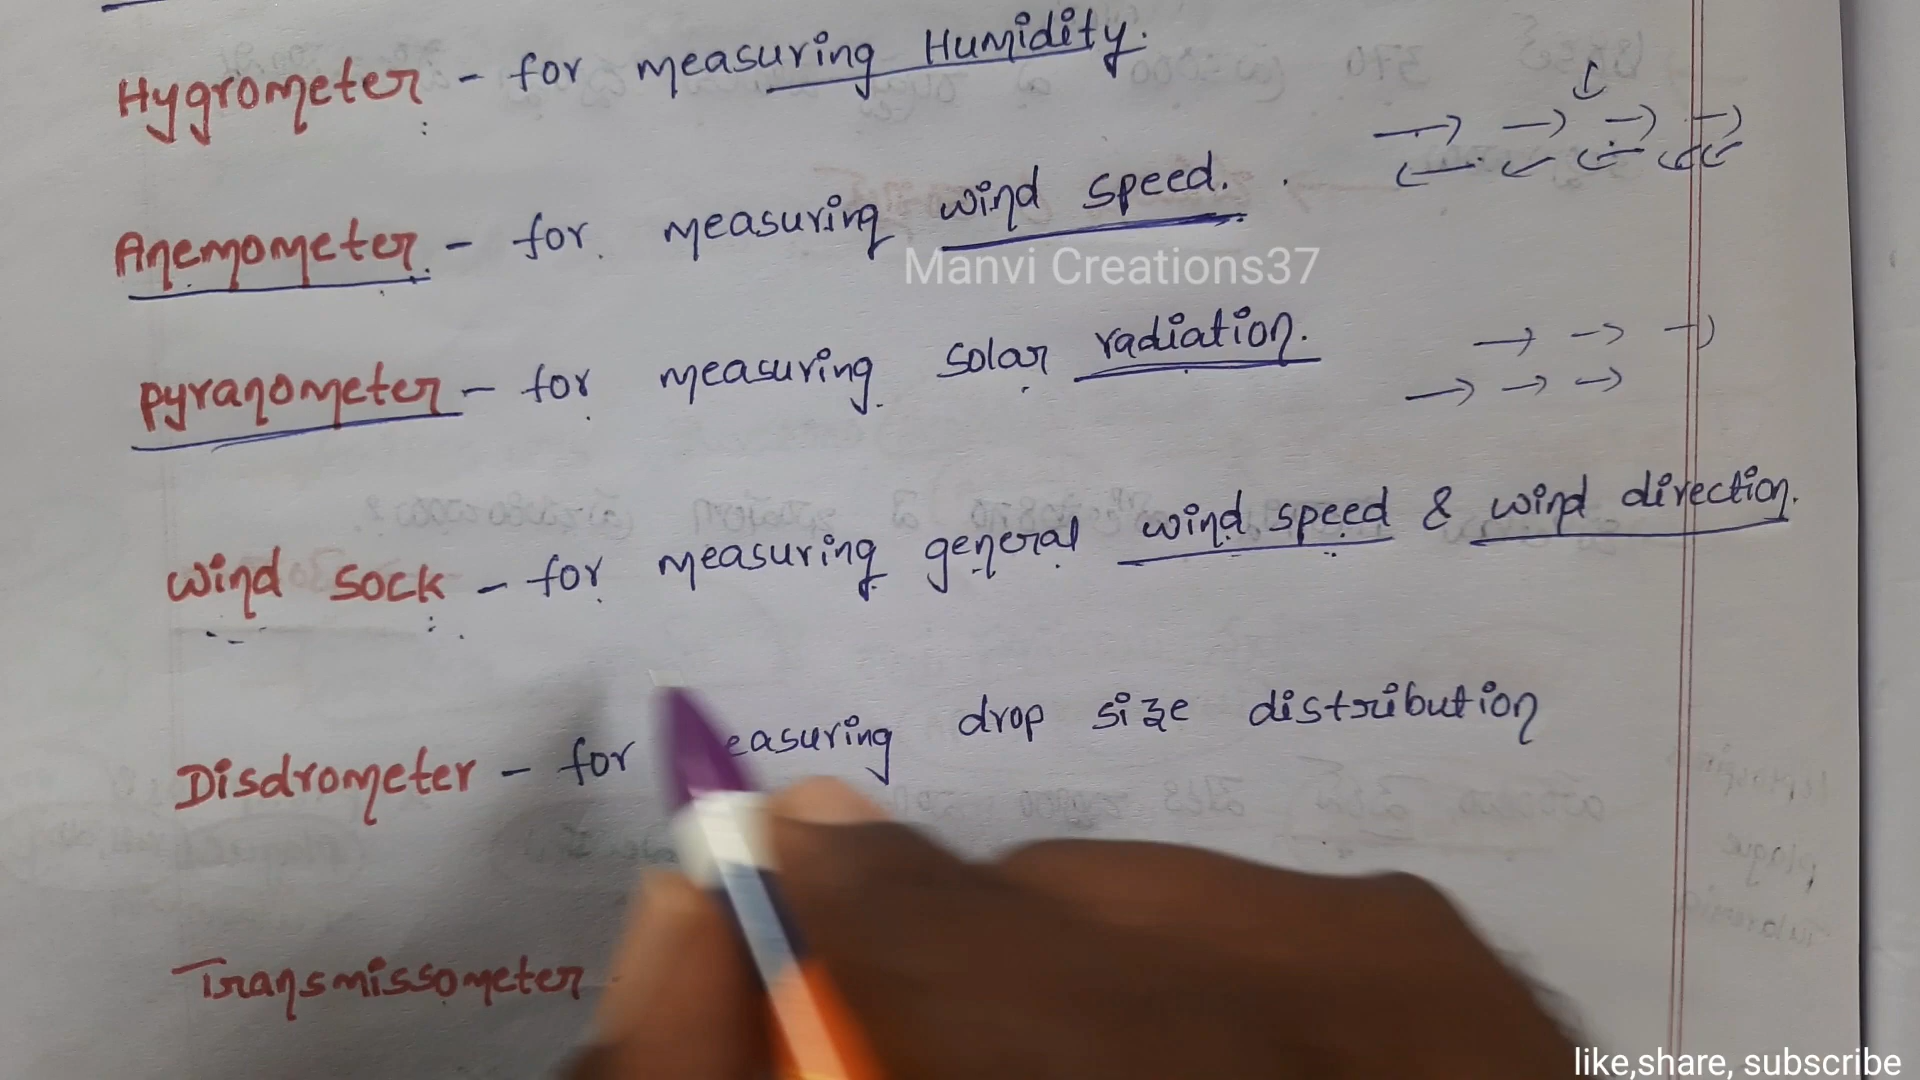 Hygrometer - for measuring Humidity.
Anemometer - for measuring wind speed.
Manvi Creations37
pyranometer - for measuring solar radiation.
wind sock - for measuring general wind speed & wind direction.
Disdrometer - for easuring drop size distribution
Transmissometer
like,share, subscribe